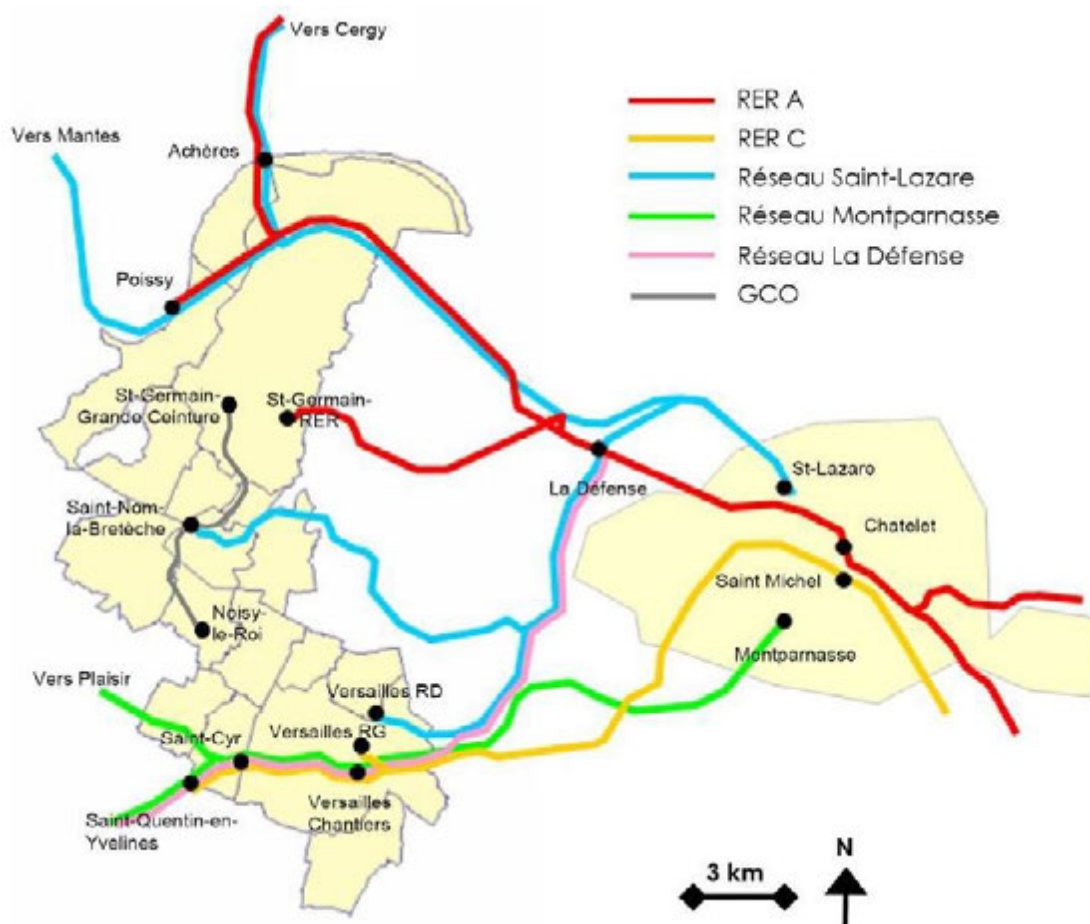 Vers Cergy
RER A
RER C
Réseau Saint-Lazare
Réseau Montparnasse
Réseau La Défense
GCO
Vers Mantes
Achères
Poissy
St-Germain-
Grande Ceinture
St-Germain-
RER
La Défense
St-Lazare
Chatelet
Saint-Nom-
la-Bretèche
Saint Michel
Noisy-
le-Roi
Montparnasse
Vers Plaisir
Versailles RD
Versailles RG
Saint-Cyr
Versailles
Chantiers
Saint-Quentin-en-
Yvelines
3 km
N